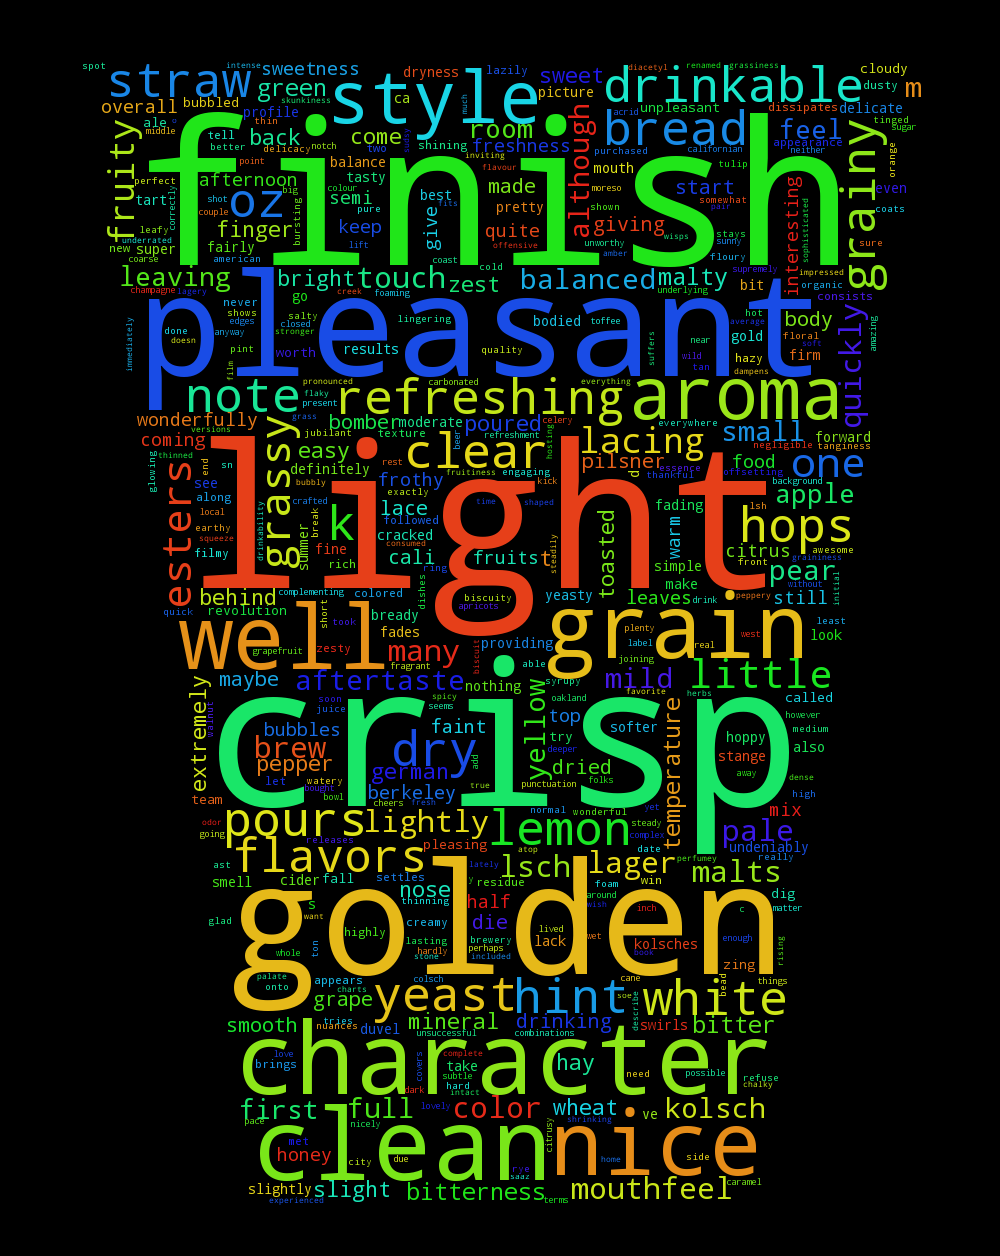 spot
straw
intense
sweetness
dryness
lazily
sweet
drinkable
diacetyl
renamed
grassiness
cloudy
dusty
m
overall
bubbled
green
skunkiness
ca
style
much
picture
acrid
unpleasant
dissipates
delicate
ale
thin
profile
come
room
although
bread
feel
tinged
sugar
middle
tell
back
two
notch
shining
freshness
purchased
californian
appearance
fruity
better
delicacy
today
inviting
mouth
tulip
neither
orange
grainy
perfect
point
balance
flavour
finish
afternoon
colour
tasty
made
moreso
start
somewhat
interesting
even
tart
correctly
shot
big
semi
best
pretty
shown
pair
leafy
couple
oz
bursting
pure
give
fits
quite
giving
stays
sophisticated
coats
underrated
finger
keep
offensive
unworthy
wisps
sunny
sure
new
super
fairly
lift
coast
amber
floury
coarse
american
cold
supremely
impressed
leaving
bright
touch
zest
balanced
malty
bit
organic
champagne
lagery
creek
foaming
underlying
consists
never
go
salty
lingering
bodied
toffee
hot
body
quickly
amazing
immediately
shows
edges
closed
stronger
average
floral
pleasant
done
doesn
anyway
results
near
gold
firm
pint
worth
quality
suffers
wild
hazy
soft
film
tan
dampens
note
pronounced
flaky
present
refreshing
carbonated
everything
aroma
wonderfully
versions
grass
bomber
moderate
poured
celery
everywhere
small
forward
coming
thinned
jubilant
texture
beer
refreshment
hosting
lacing
negligible
tanginess
glowing
end
sn
easy
rest
clear
fruitiness
engaging
pilsner
d
essence
food
one
see
definitely
bubbly
exactly
frothy
kick
thankful
offsetting
background
esters
along
crafted
time
shaped
fading
apple
light
local
grassy
k
lace
lsh
hops
earthy
break
followed
steadily
toasted
warm
squeeze
drinkability
summer
fine
cracked
consumed
simple
citrus
awesome
filmy
rich
cali
fruits
t
front
graininess
ring
make
pear
behind
complementing
colored
dishes
biscuity
yeasty
without
initial
quick
revolution
short
bready
apricots
leaves
drink
peppery
still
took
fades
grain
plenty
least
well
zesty
many
providing
label
real
west
look
grapefruit
fragrant
biscuit
able
joining
maybe
aftertaste
nothing
syrupy
mild
favorite
little
extremely
walnut
soon
spicy
oakland
herbs
called
juice
seems
faint
yellow
top
softer
temperature
however
medium
crisp
bubbles
try
hoppy
also
brew
dry
deeper
stange
pepper
add
dried
away
dense
let
watery
german
folks
team
bought
berkeley
true
punctuation
high
bowl
cheers
fresh
normal
wonderful
yet
mix
odor
pours
lightly
lemon
steady
complex
pale
going
releases
pleasing
atop
date
undeniably
flavors
lately
lsch
lager
perfumey
really
ast
cider
fall
settles
y
residue
foam
win
malts
smell
nose
thinning
half
around
dig
glad
s
want
creamy
die
wish
inch
c
matter
golden
highly
lasting
brewery
lived
wet
kolsches
enough
whole
ton
hardly
perhaps
lack
book
zing
rising
stone
included
palate
onto
appears
charts
colsch
cane
bead
things
grape
yeast
hint
soe
white
smooth
tries
nuances
duvel
mineral
unsuccessful
drinking
combinations
describe
swirls
bitter
character
love
brings
covers
complete
take
subtle
hard
intact
hay
need
possible
refuse
chalky
dark
first
full
lovely
color
wheat
ve
kolsch
pace
nicely
shrinking
clean
citrusy
nice
met
honey
city
due
rye
saaz
home
side
slightly
experienced
slight
bitterness
terms
mouthfeel
caramel